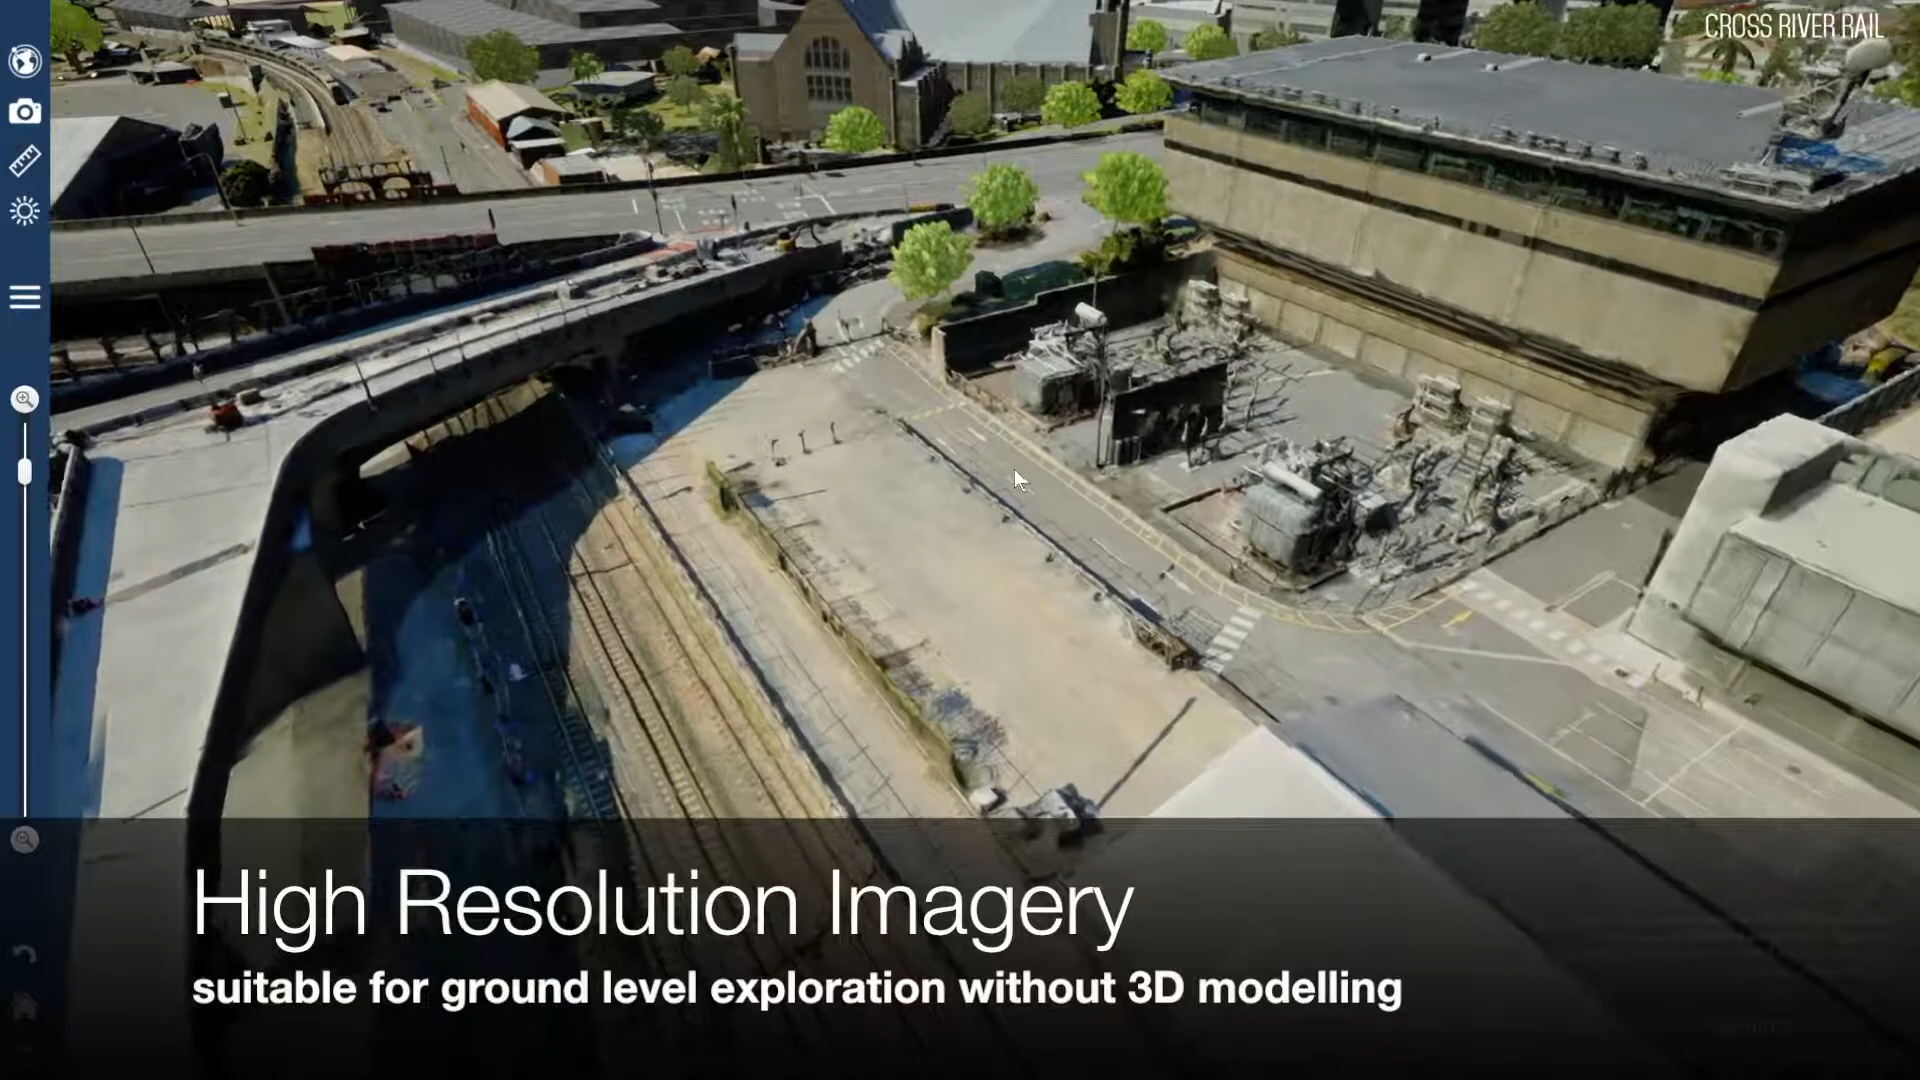 CROSS RIVER RAIL
High Resolution Imagery
suitable for ground level exploration without 3D modelling